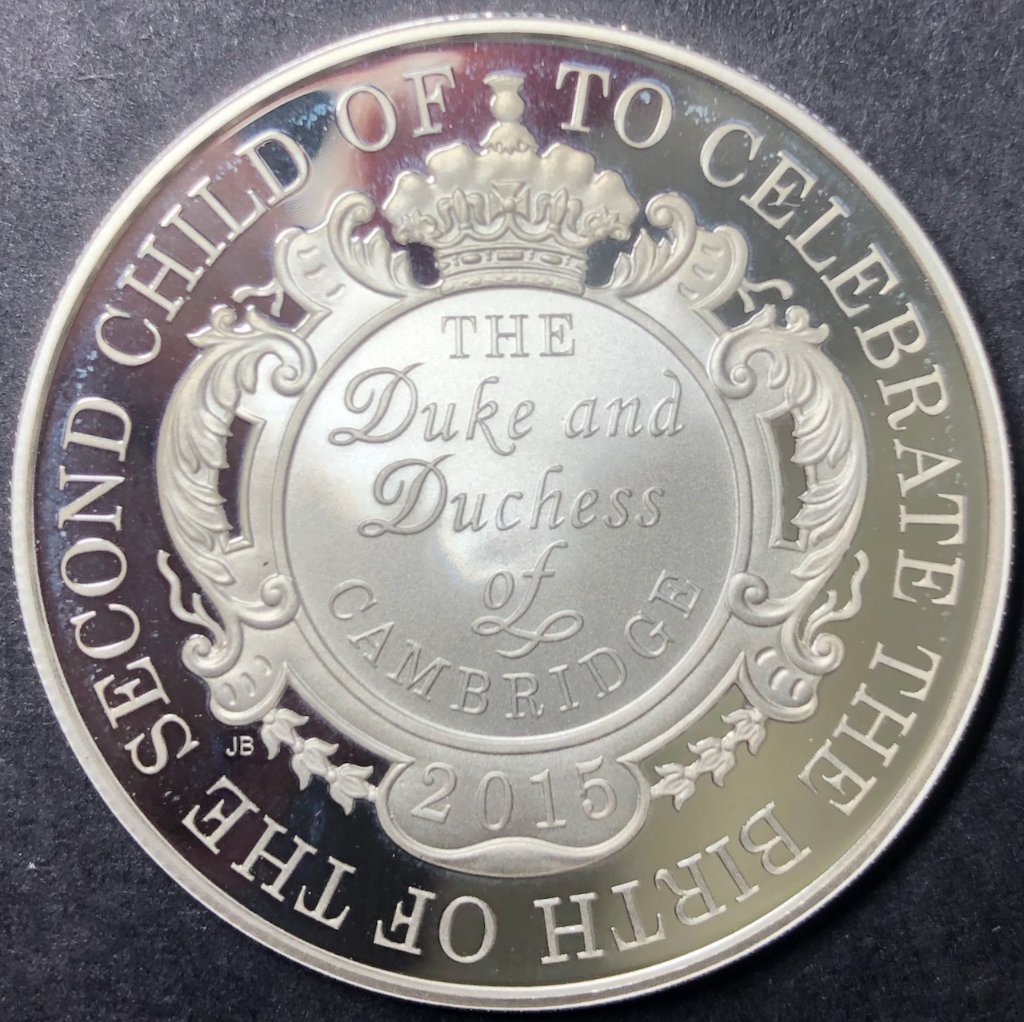 TO CELEBRATE THE BIRTH OF THE SECOND CHILD OF
THE
Duke and
Duchess
of
CAMBRIDGE
2015
JB